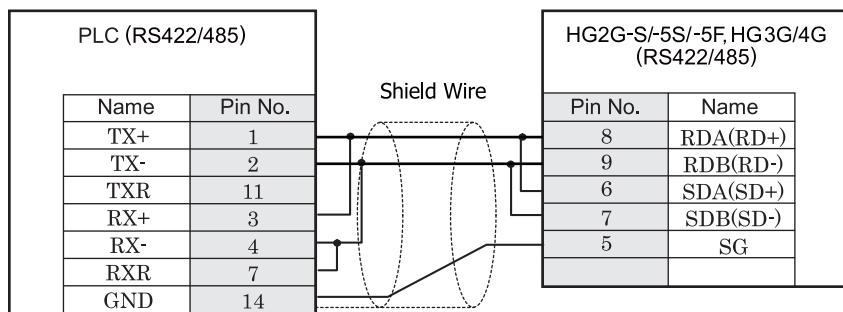 PLC (RS422/485)
Name Pin No.
TX+ 1
TX- 2
TXR 11
RX+ 3
RX- 4
RXR 7
GND 14
Shield Wire
HG2G-S/-5S/-5F, HG3G/4G
(RS422/485)
Pin No. Name
8 RDA(RD+)
9 RDB(RD-)
6 SDA(SD+)
7 SDB(SD-)
5 SG